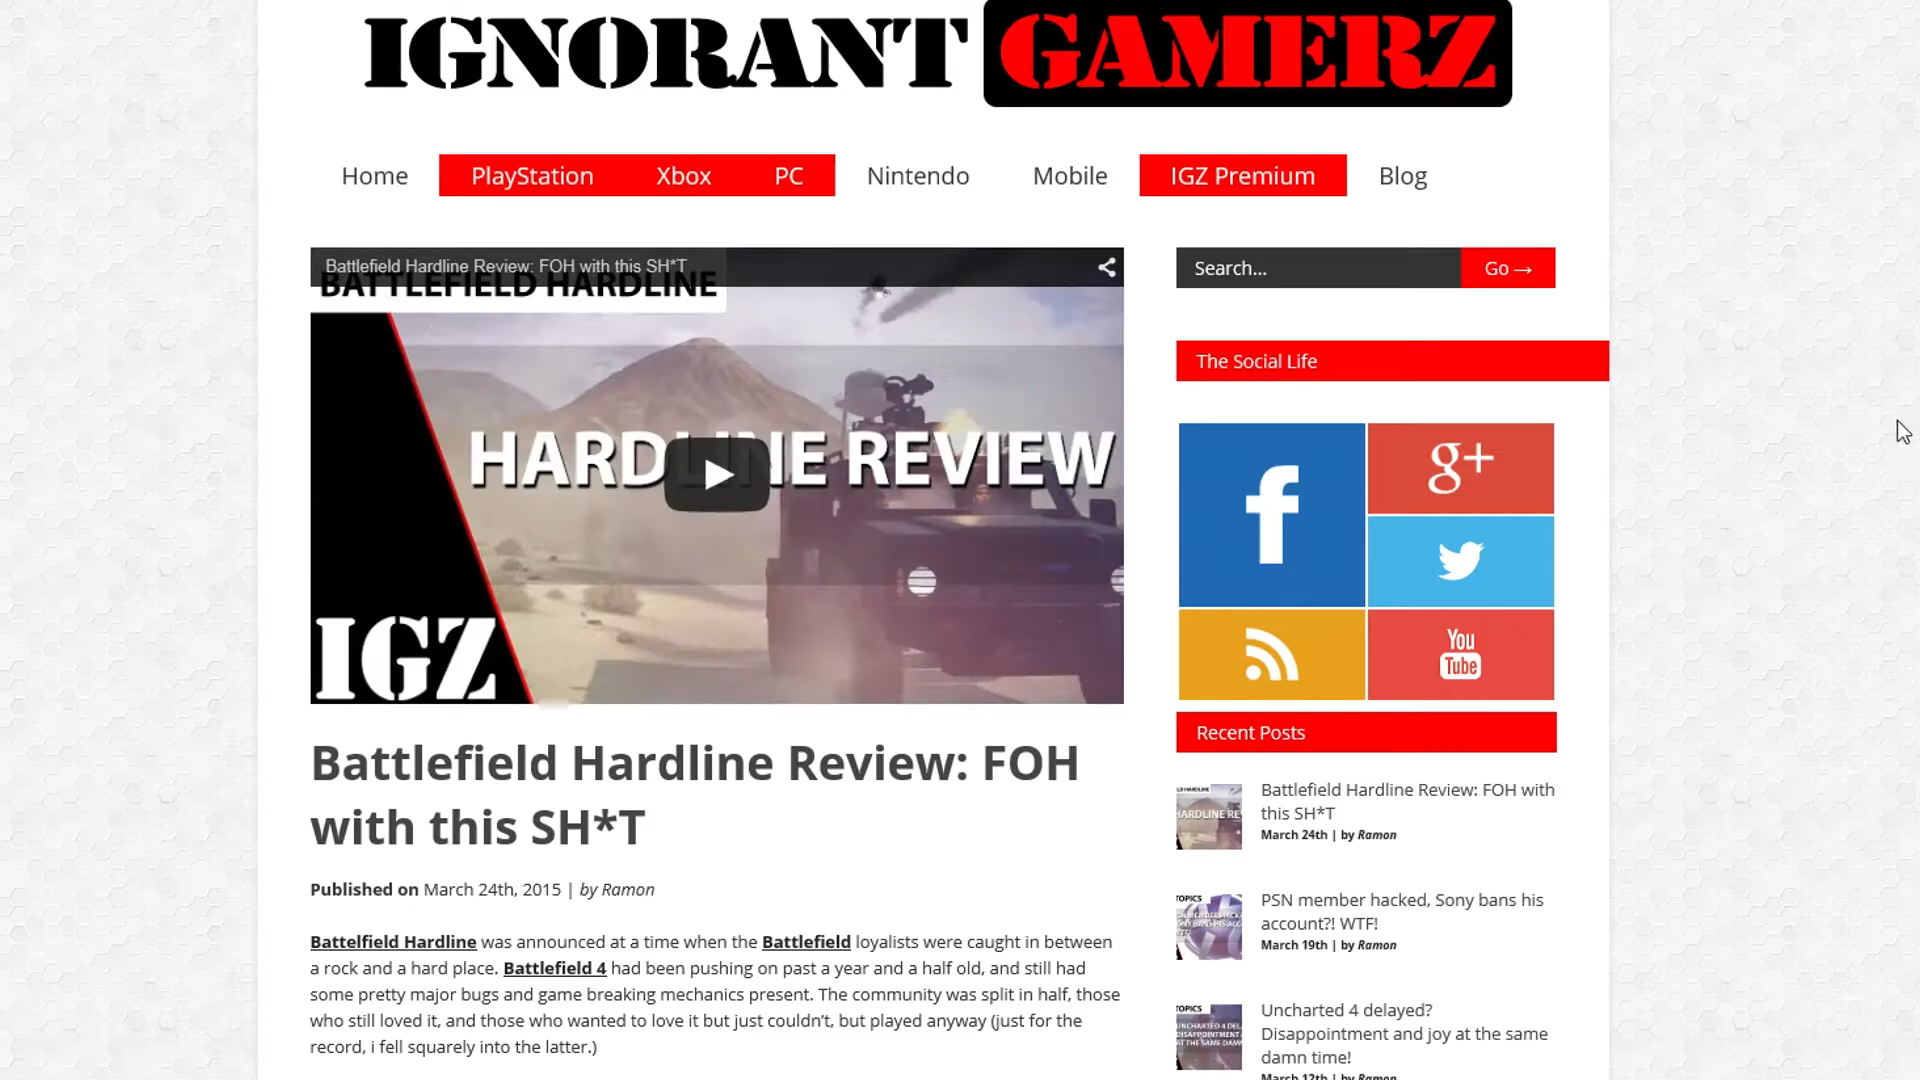 IGNORANT GAMERZ
Home PlayStation Xbox PC Nintendo Mobile IGZ Premium Blog
Battlefield Hardline Review: FOH with this SH*T
BATTLEFIELD HARDLINE
HARDLINE REVIEW
IGZ
Battlefield Hardline Review: FOH
with this SH*T
Published on March 24th, 2015 | by Ramon
Battelfield Hardline was announced at a time when the Battlefield loyalists were caught in between
a rock and a hard place. Battlefield 4 had been pushing on past a year and a half old, and still had
some pretty major bugs and game breaking mechanics present. The community was split in half, those
who still loved it, and those who wanted to love it but just couldn't, but played anyway (just for the
record, i fell squarely into the latter.)
Search... Go →
The Social Life
f
g+
You
Tube
Recent Posts
Battlefield Hardline Review: FOH with
this SH*T
March 24th | by Ramon
PSN member hacked, Sony bans his
account?! WTF!
March 19th | by Ramon
TOPICS
Uncharted 4 delayed?
Disappointment and joy at the same
damn time!
March 12th | by Ramon
TOPICS